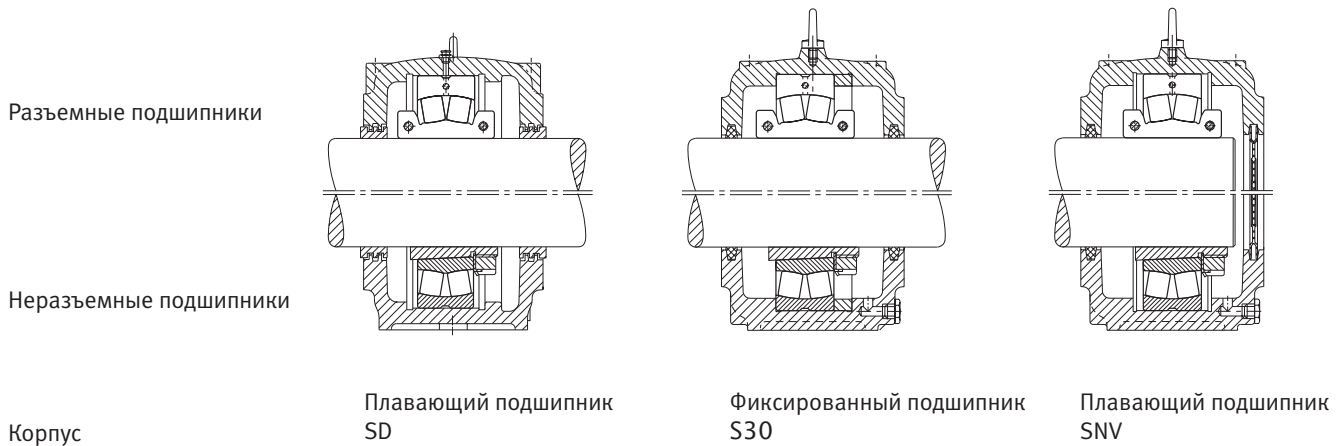 Разъемные подшипники
Неразъемные подшипники
Корпус
Плавающий подшипник
SD
Фиксированный подшипник
S30
Плавающий подшипник
SNV